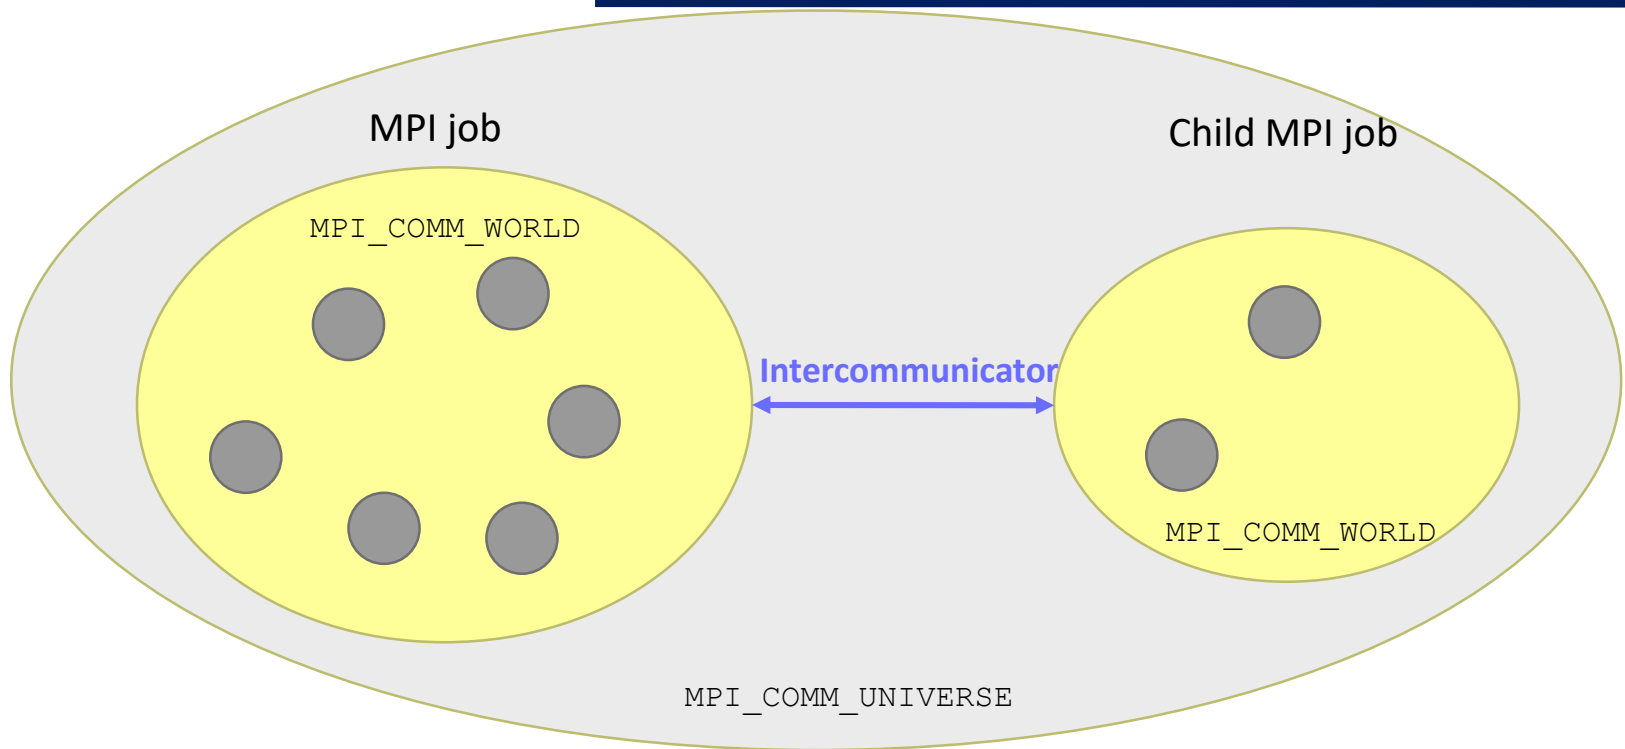 MPI job
Child MPI job
MPI_COMM_WORLD
Intercommunicator
MPI_COMM_WORLD
MPI_COMM_UNIVERSE